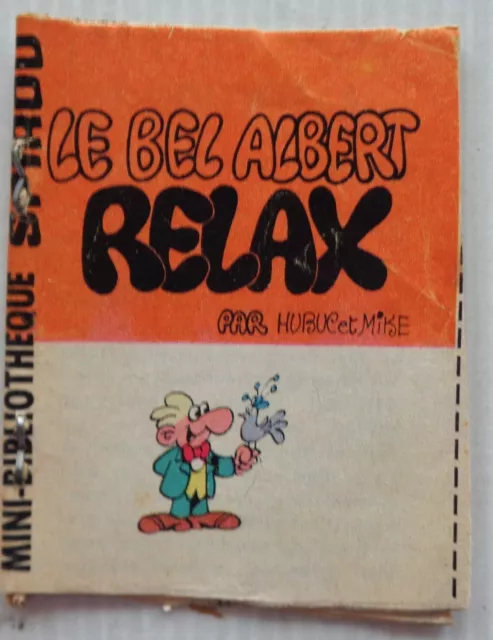 LE BEL ALBERT
RELAX
PAR HUBUC et MIKE
MINI-BIBLIOTHEQUE SPIROU